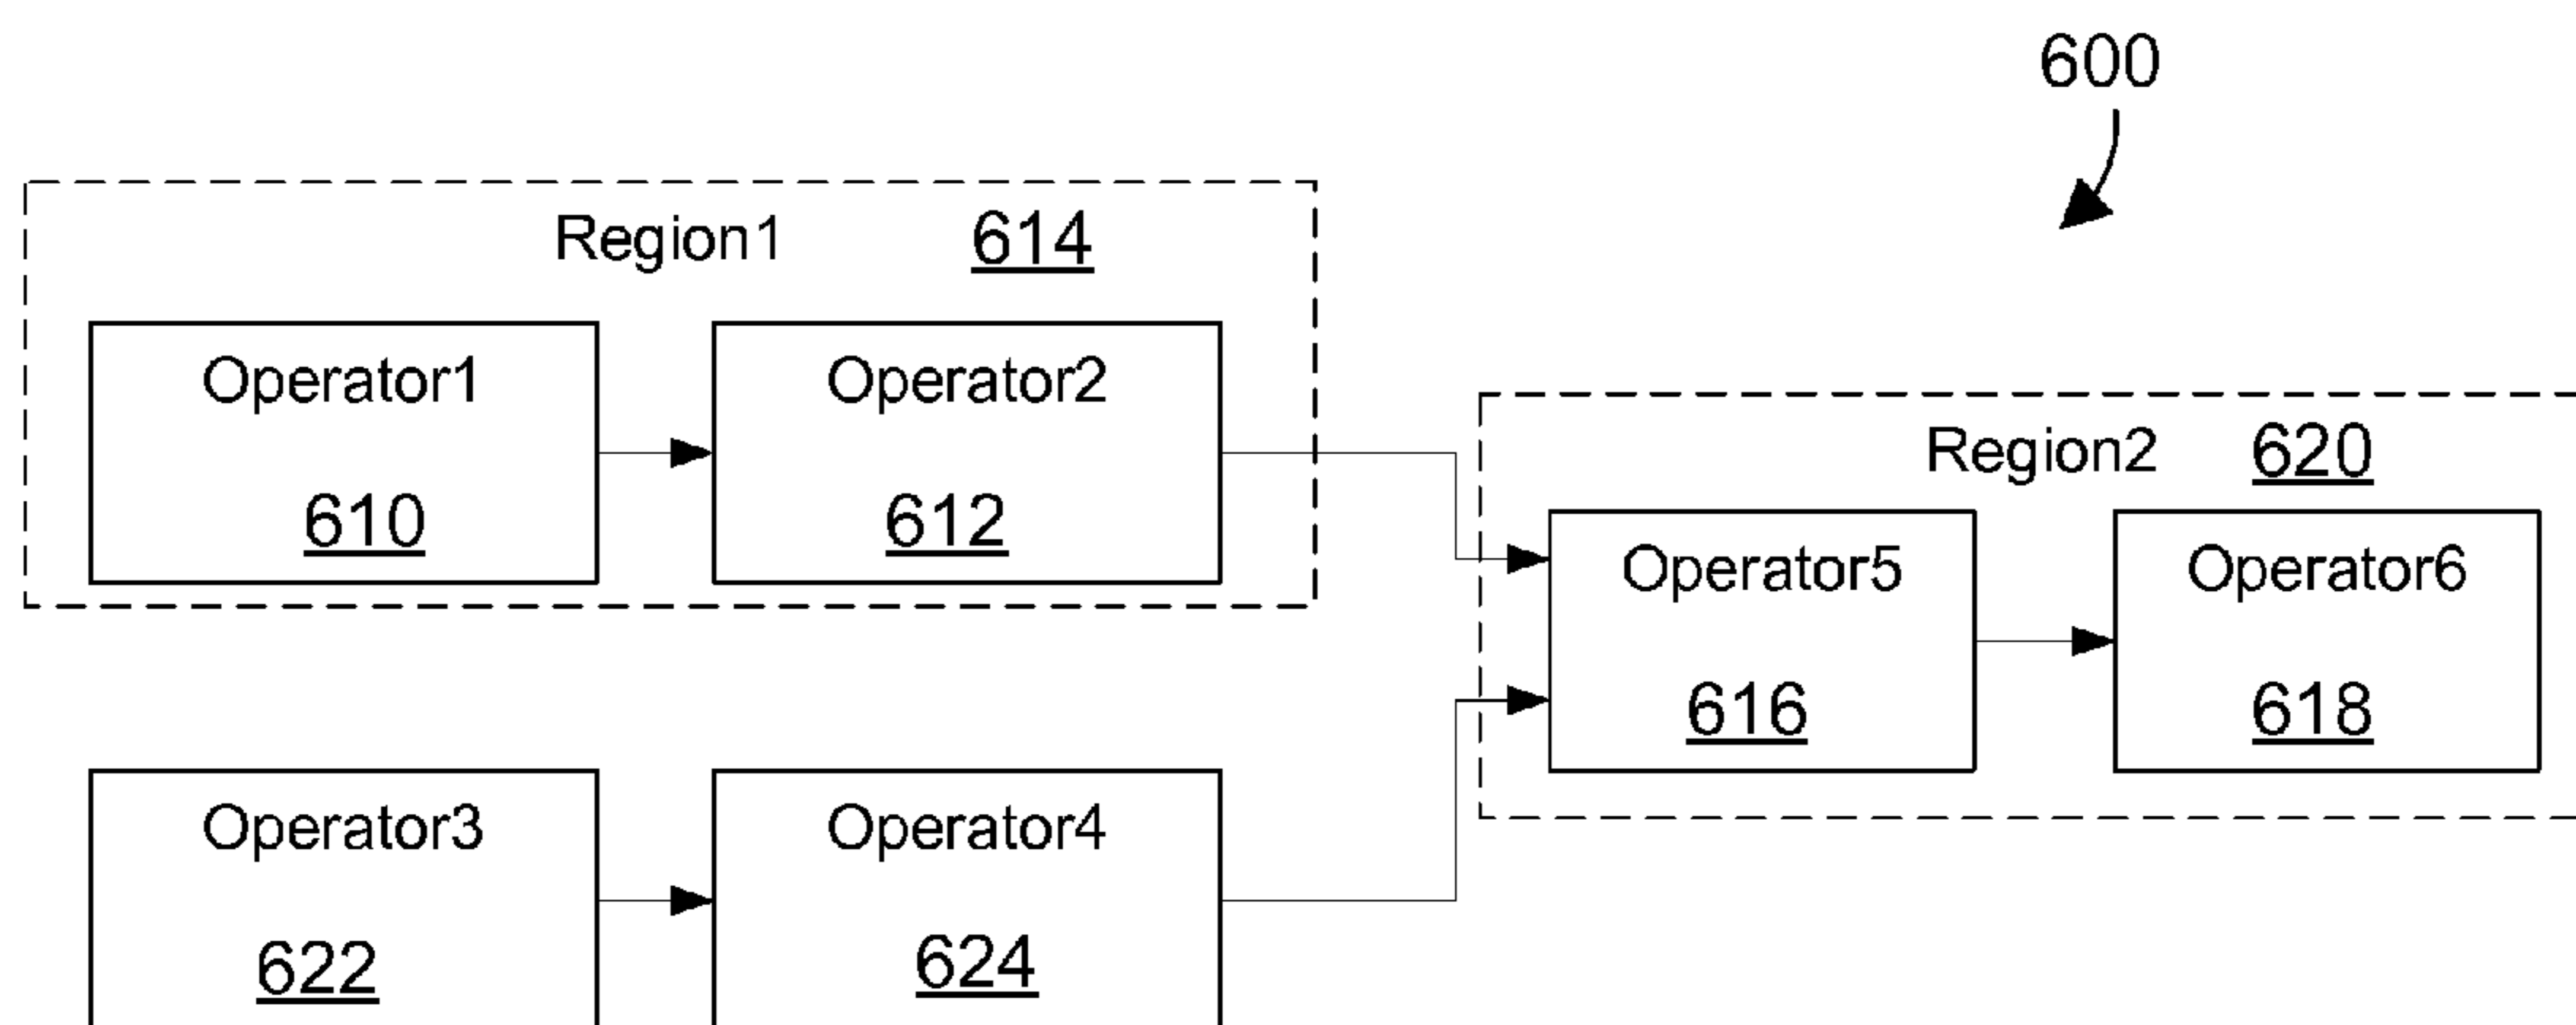 600
Region1 614
Operator1 Operator2
610 612
Region2 620
Operator5 Operator6
616 618
Operator3 Operator4
622 624